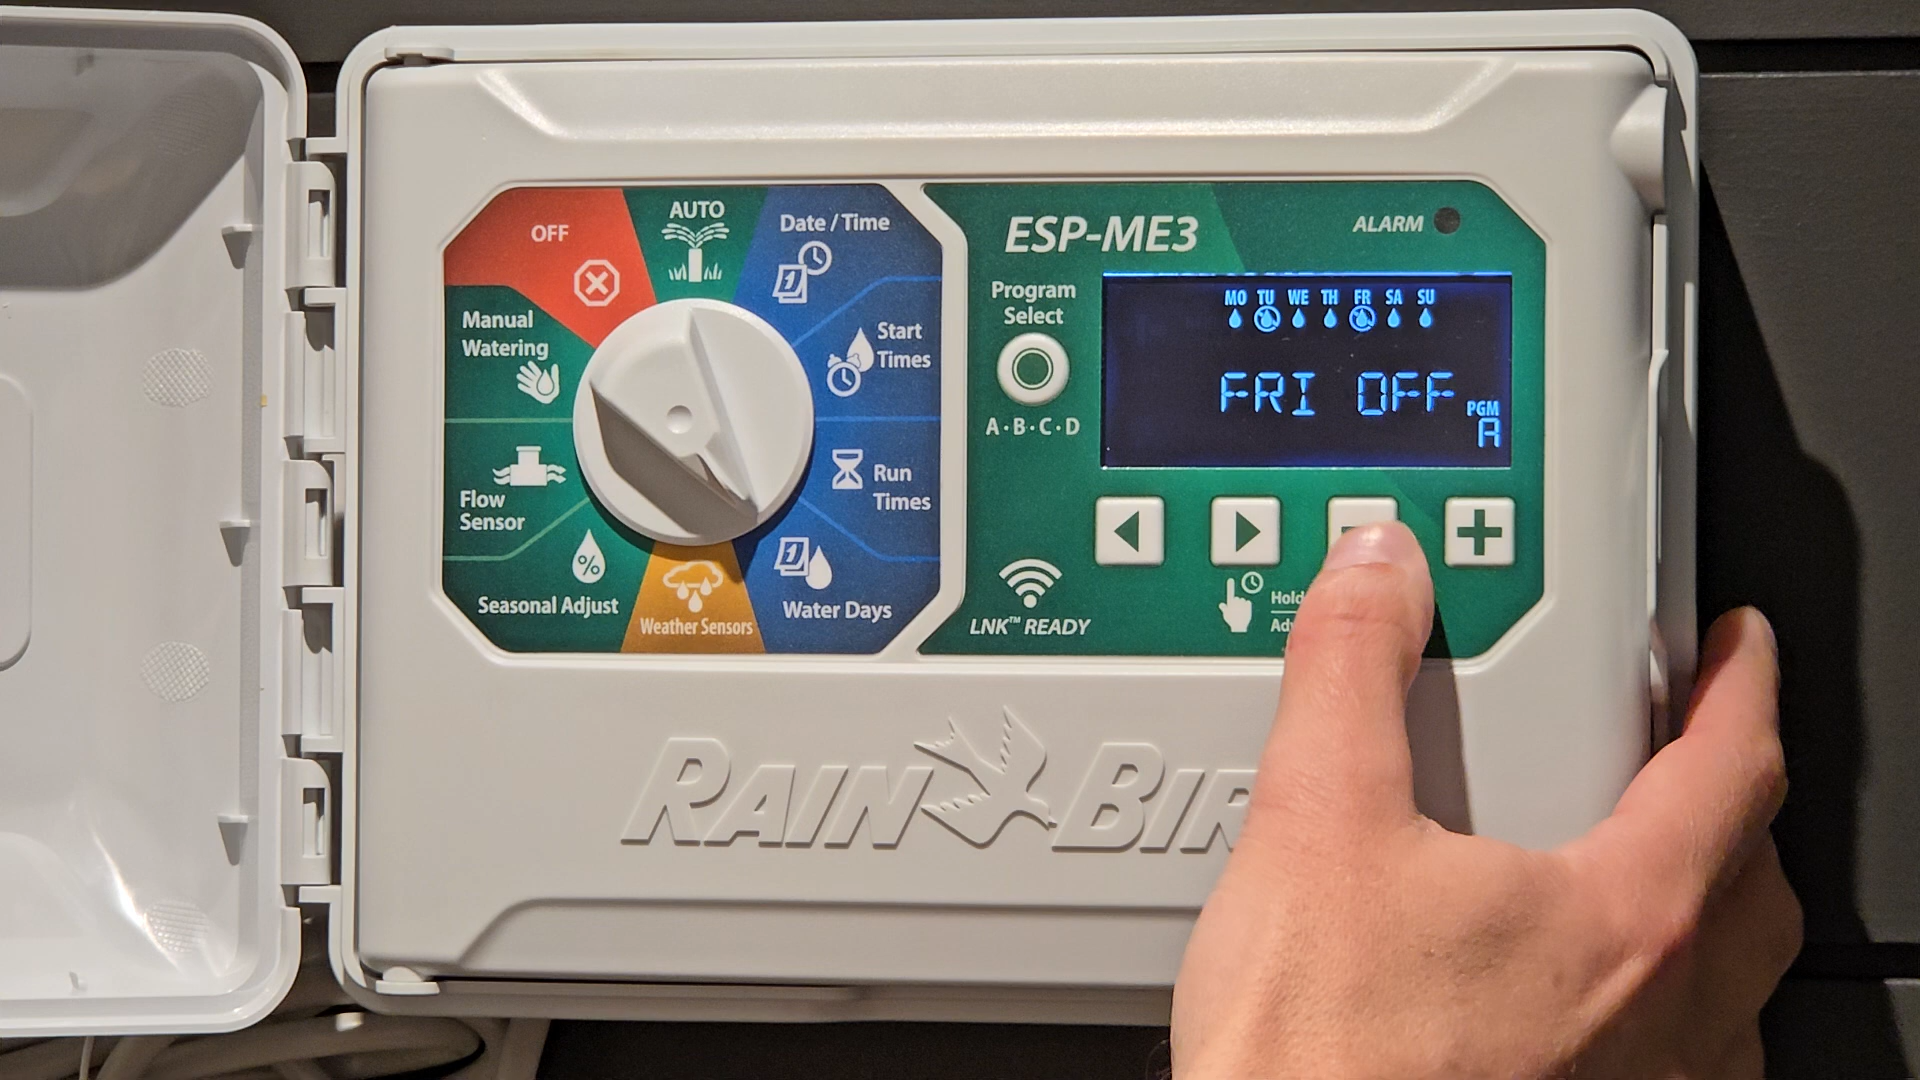 OFF
AUTO
Date / Time
Manual
Watering
Start
Times
Flow
Sensor
Run
Times
Seasonal Adjust
%
Weather Sensors
Water Days
1
1
ESP-ME3
ALARM
Program
Select
A·B·C·D
MO TU WE TH FR SA SU
FRI OFF
PGM
A
+
LNK™ READY
Hold
RAIN BIR